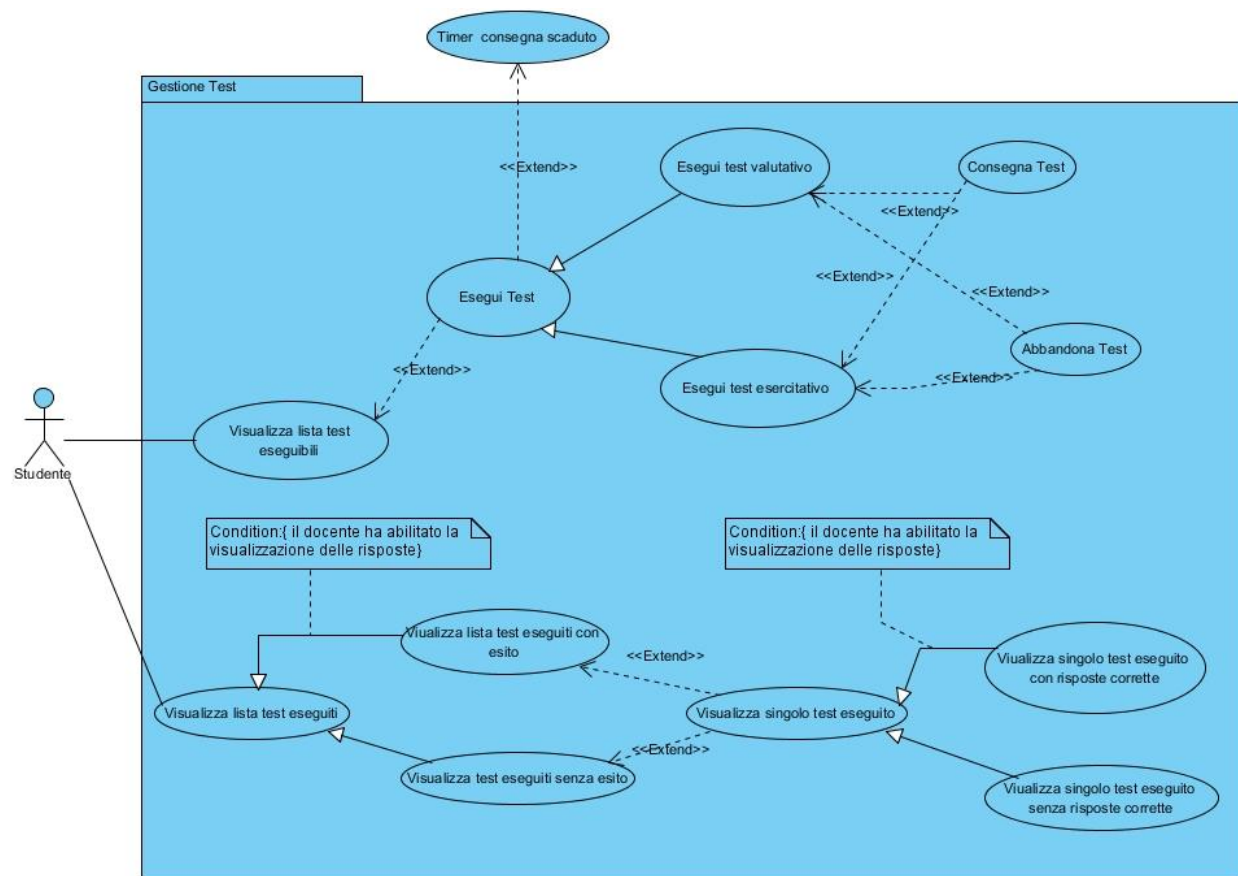 Timer consegna scaduto
Gestione Test
<<Extend>>
Esegui test valutativo
Consegna Test
<<Extend>>
<<Extend>>
<<Extend>>
Esegui Test
Abbandona Test
<<Extend>>
<<Extend>>
Esegui test esercitativo
Visualizza lista test
eseguibili
Studente
Condition:{ il docente ha abilitato la
visualizzazione delle risposte}
Condition:{ il docente ha abilitato la
visualizzazione delle risposte}
Viualizza lista test eseguiti con
esito
<<Extend>>
Viualizza singolo test eseguito
con risposte corrette
Visualizza lista test eseguiti
Visualizza singolo test eseguito
<<Extend>>
Visualizza test eseguiti senza esito
Viualizza singolo test eseguito
senza risposte corrette